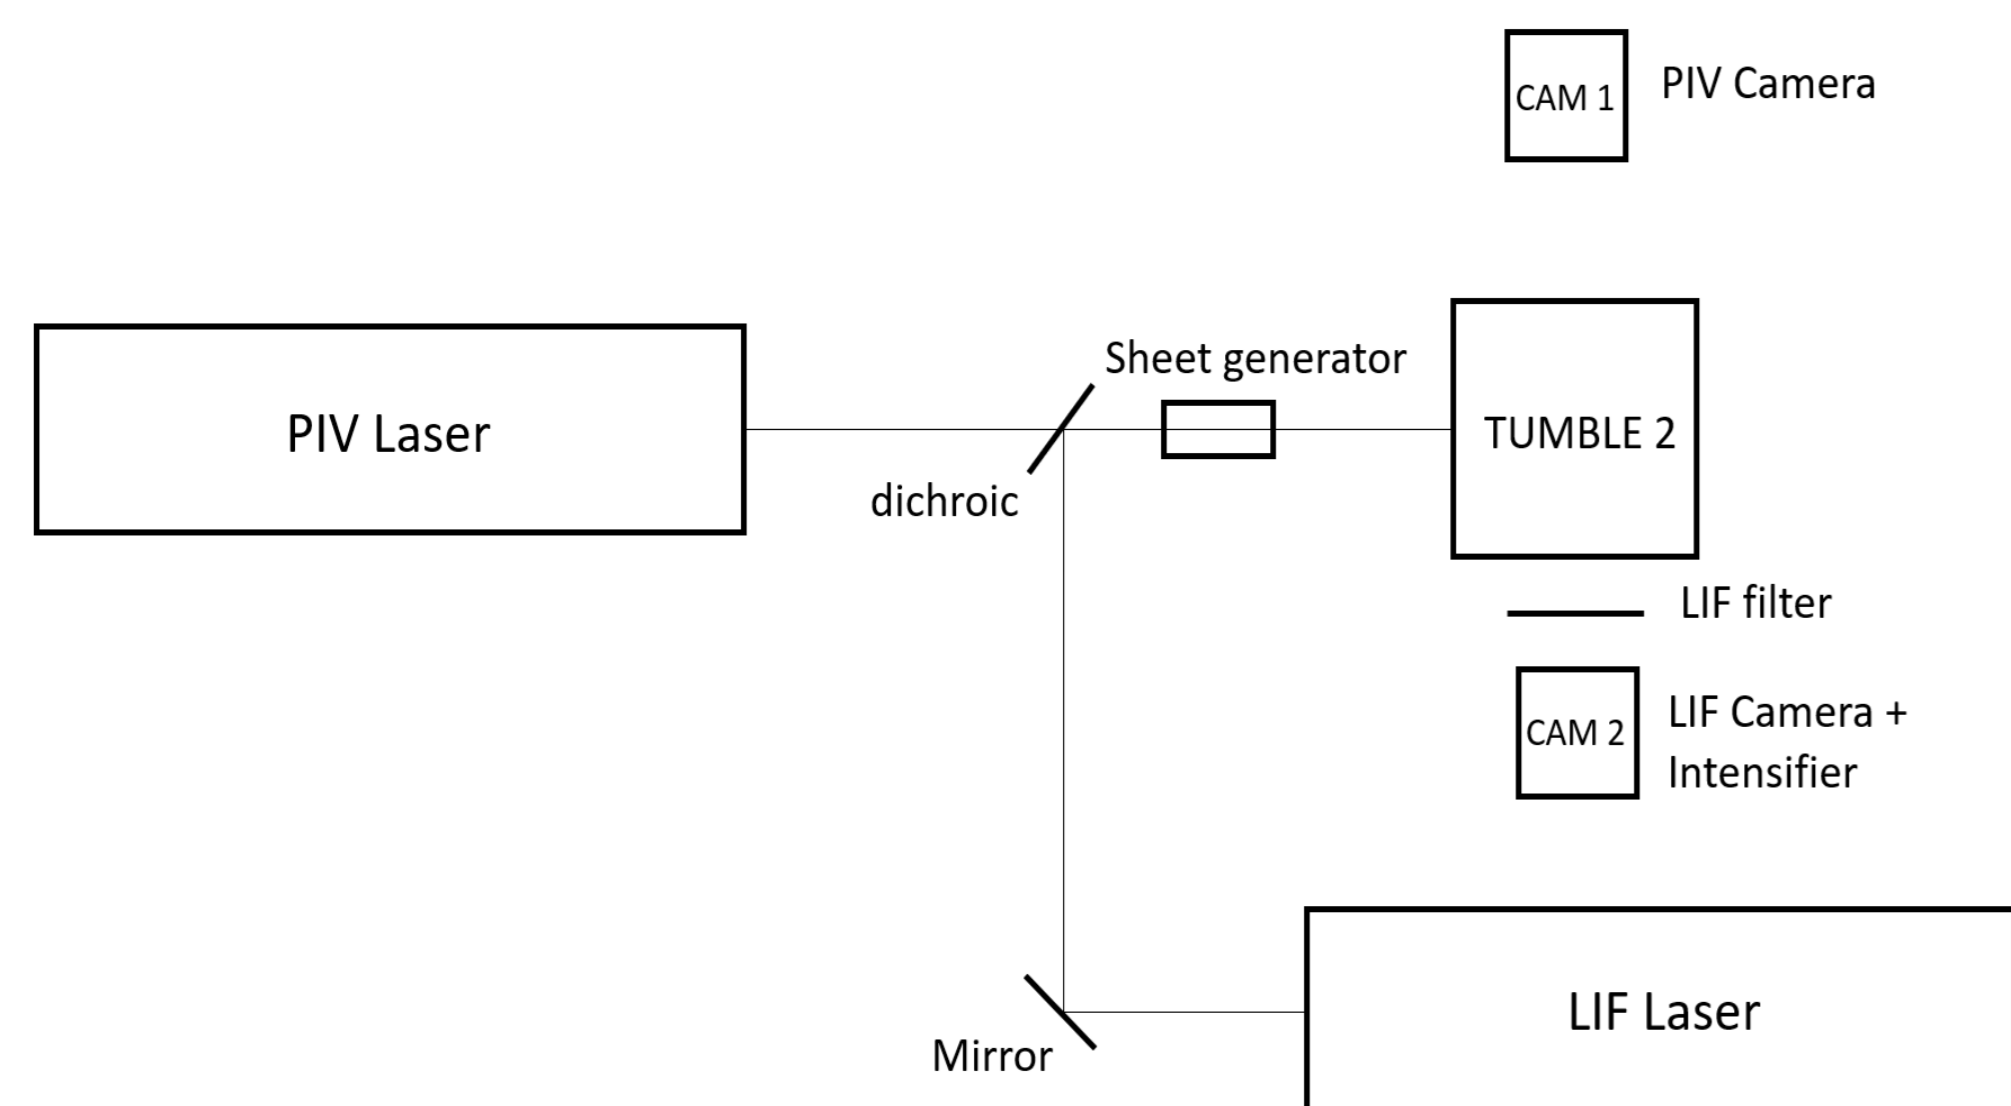 CAM 1
PIV Camera
Sheet generator
PIV Laser
TUMBLE 2
dichroic
LIF filter
CAM 2
LIF Camera +
Intensifier
LIF Laser
Mirror